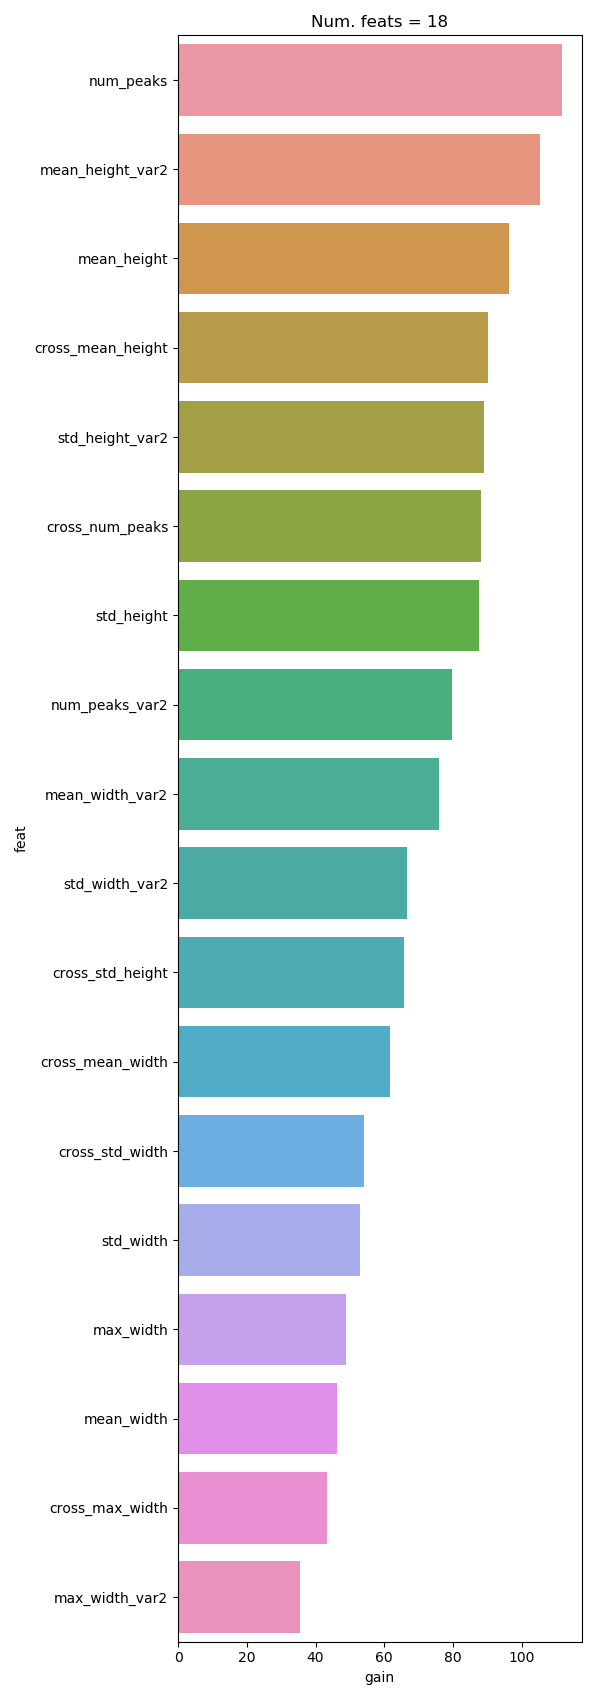 Num. feats = 18
num_peaks
mean_height_var2
mean_height
cross_mean_height
std_height_var2
cross_num_peaks
std_height
num_peaks_var2
mean_width_var2
feat
std_width_var2
cross_std_height
cross_mean_width
cross_std_width
std_width
max_width
mean_width
cross_max_width
max_width_var2
0 20 40 60 80 100
gain